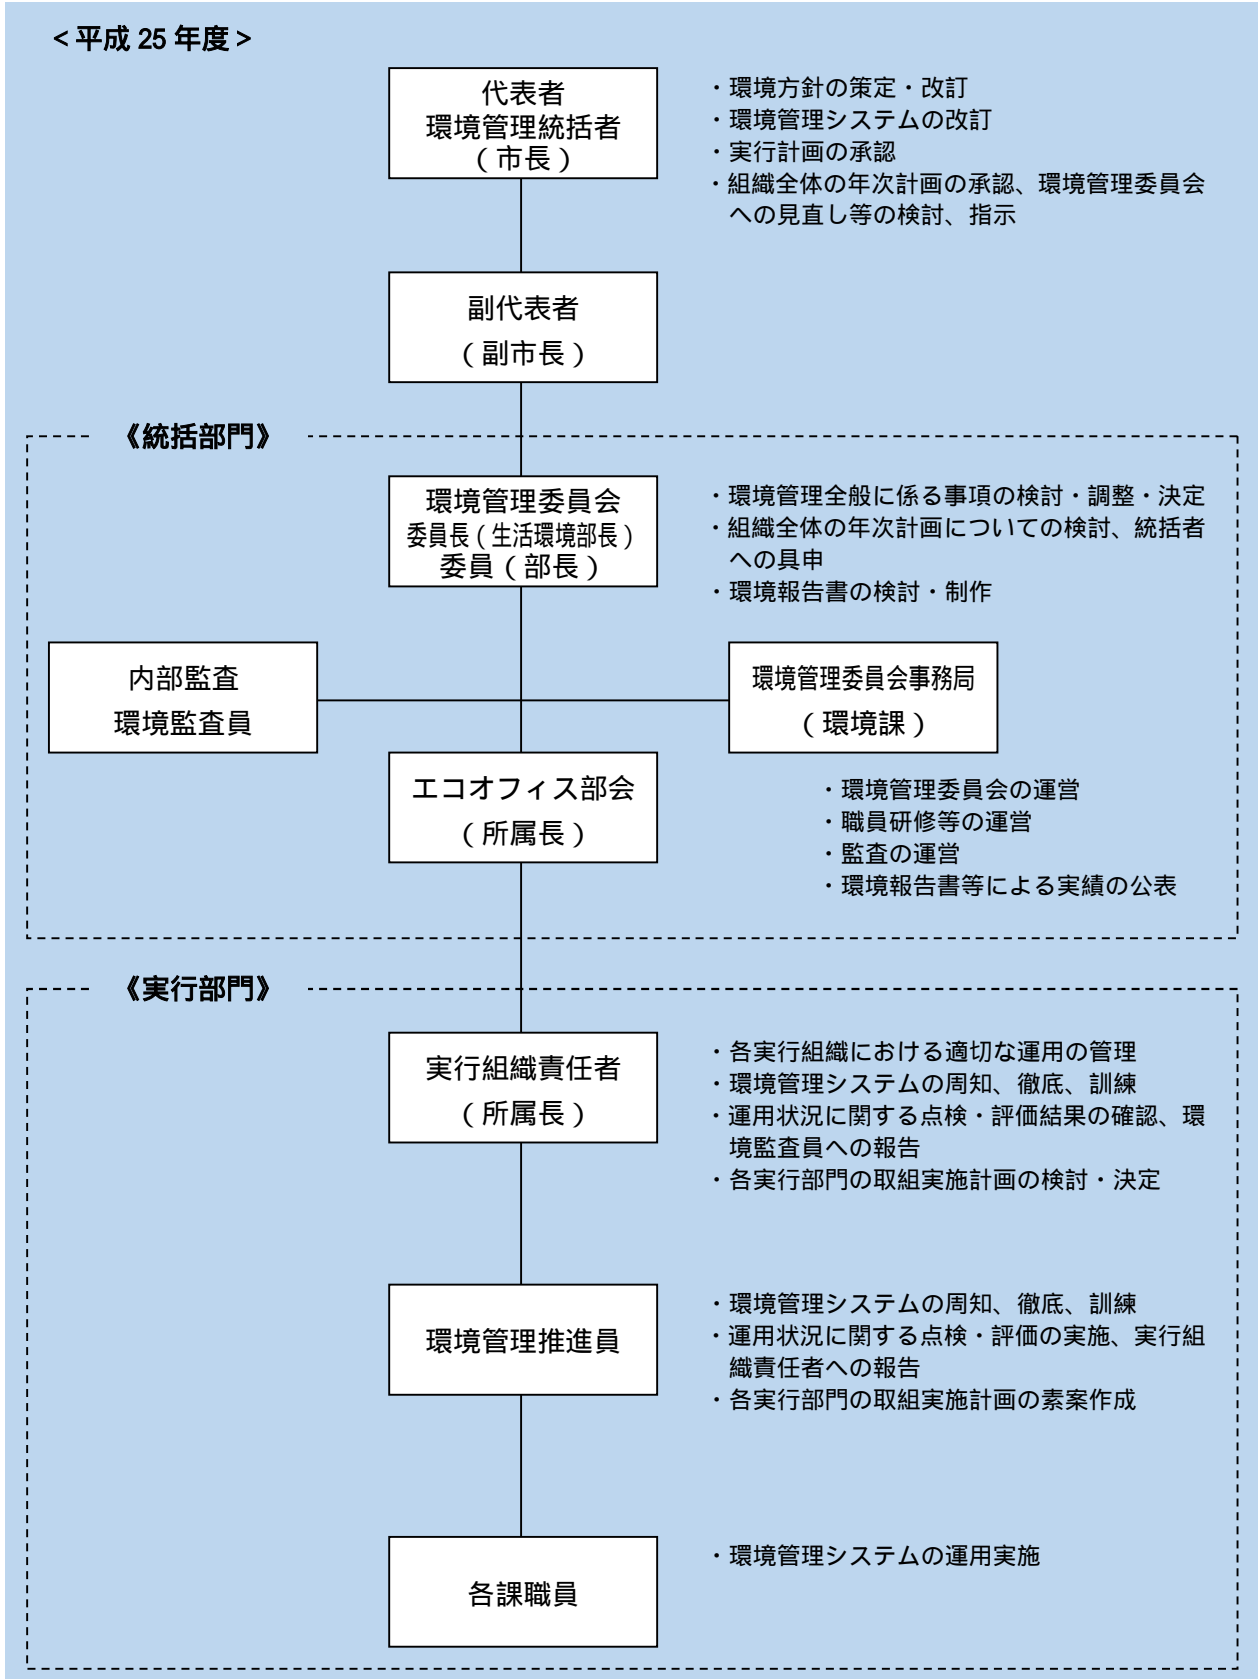 ＜平成 25 年度＞
代表者
環境管理統括者
（市長）
・環境方針の策定・改訂
・環境管理システムの改訂
・実行計画の承認
・組織全体の年次計画の承認、環境管理委員会
への見直し等の検討、指示
副代表者
（副市長）
《統括部門》
環境管理委員会
委員長（生活環境部長）
委員（部長）
・環境管理全般に係る事項の検討・調整・決定
・組織全体の年次計画についての検討、統括者
への具申
・環境報告書の検討・制作
内部監査
環境監査員
環境管理委員会事務局
（環境課）
エコオフィス部会
（所属長）
・環境管理委員会の運営
・職員研修等の運営
・監査の運営
・環境報告書等による実績の公表
《実行部門》
実行組織責任者
（所属長）
・各実行組織における適切な運用の管理
・環境管理システムの周知、徹底、訓練
・運用状況に関する点検・評価結果の確認、環
境監査員への報告
・各実行部門の取組実施計画の検討・決定
環境管理推進員
・環境管理システムの周知、徹底、訓練
・運用状況に関する点検・評価の実施、実行組
織責任者への報告
・各実行部門の取組実施計画の素案作成
各課職員
・環境管理システムの運用実施